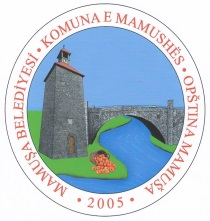 MAMUŞA BELEDİYESİ • KOMUNA E MAMUSHËS • OPŠTINA MAMUŠA
• 2005 •